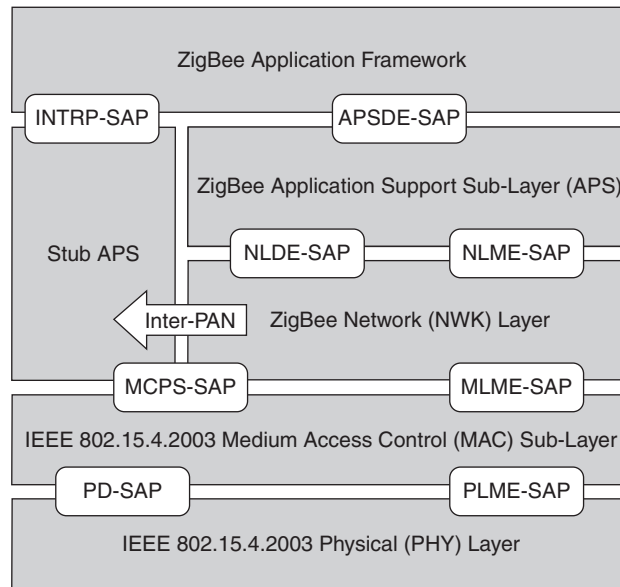 ZigBee Application Framework
INTRP-SAP
APSDE-SAP
ZigBee Application Support Sub-Layer (APS)
Stub APS
NLDE-SAP
NLME-SAP
Inter-PAN
ZigBee Network (NWK) Layer
MCPS-SAP
MLME-SAP
IEEE 802.15.4.2003 Medium Access Control (MAC) Sub-Layer
PD-SAP
PLME-SAP
IEEE 802.15.4.2003 Physical (PHY) Layer